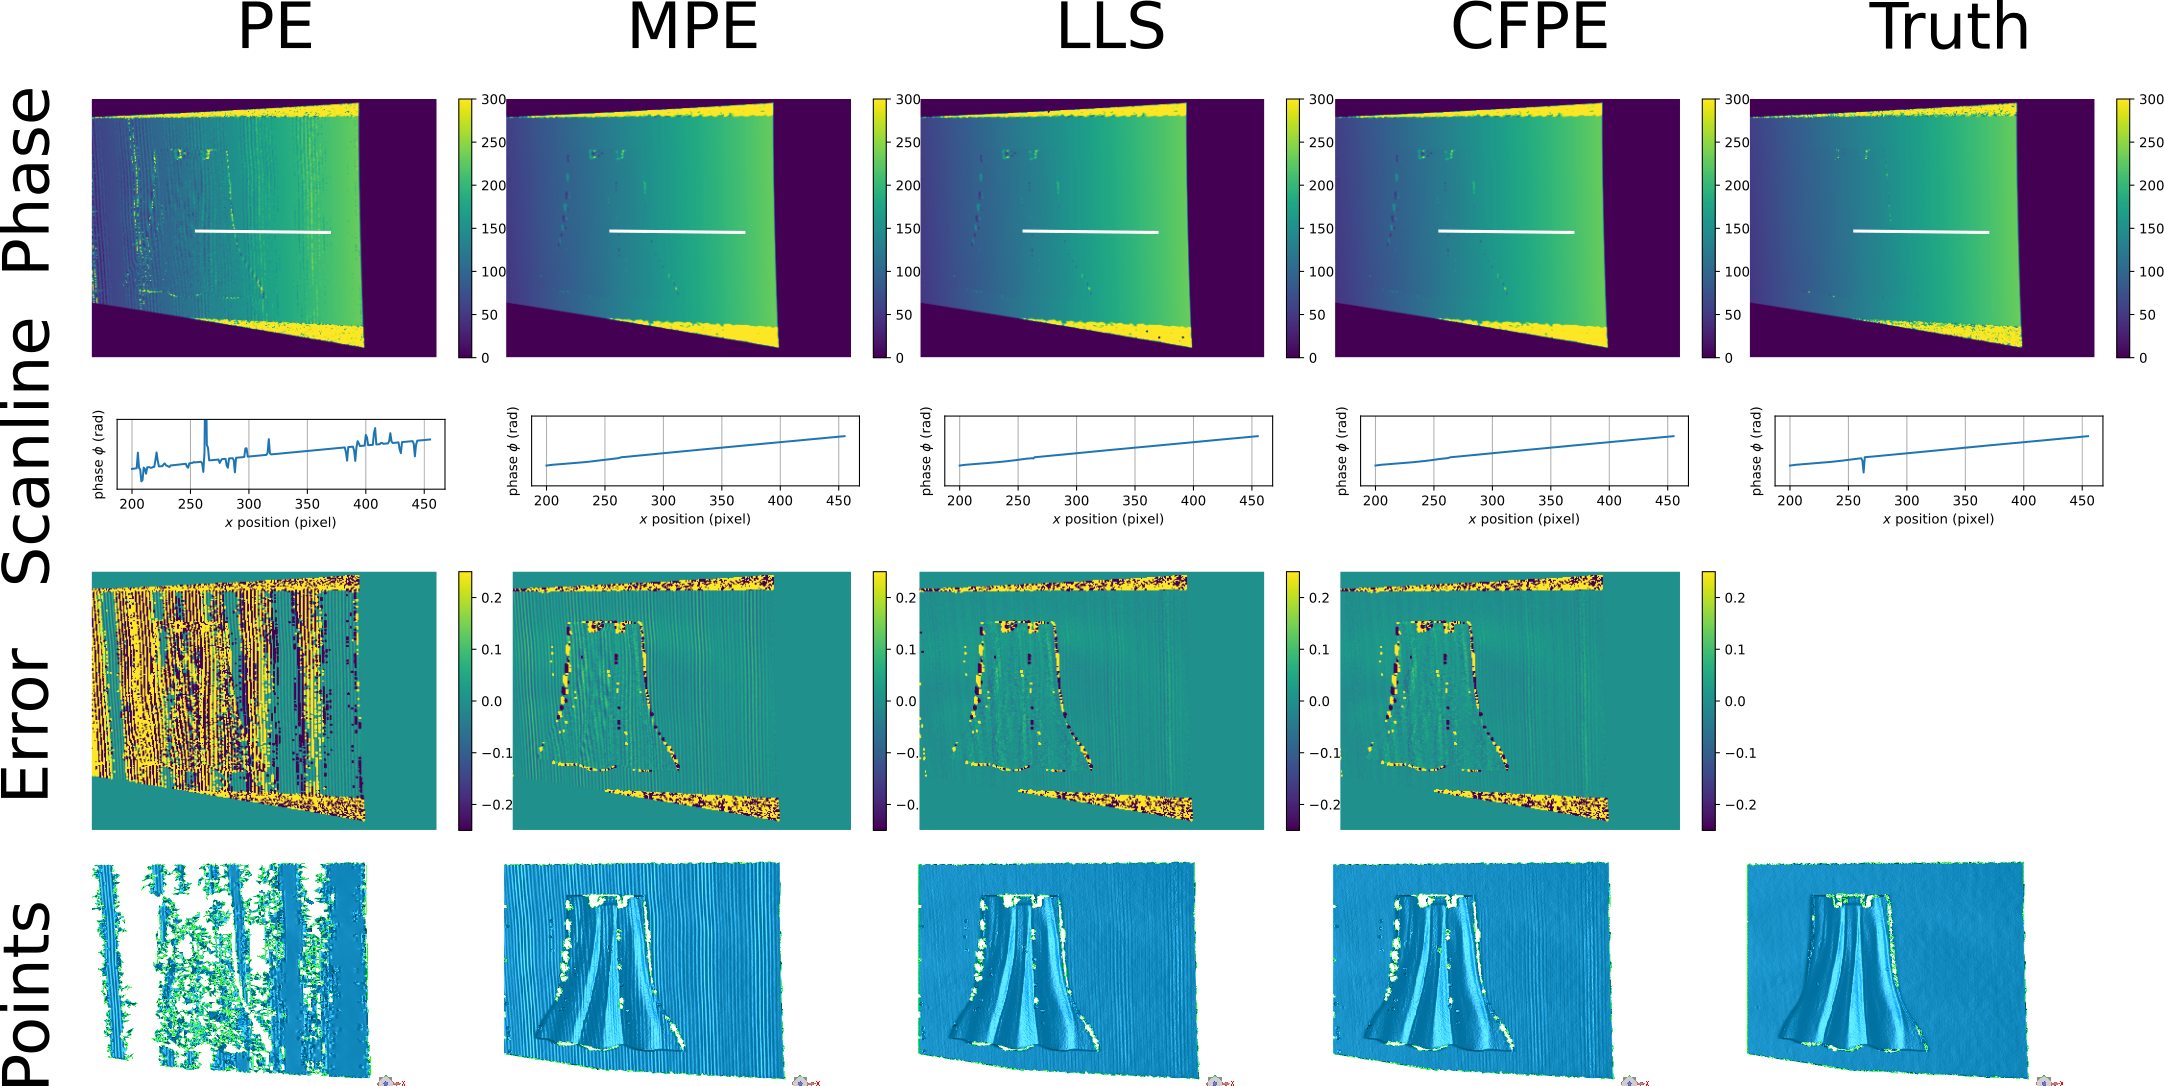 PE MPE LLS CFPE Truth
Phase
300 300 300 300 300
250 250 250 250 250
200 200 200 200 200
150 150 150 150 150
100 100 100 100 100
50 50 50 50 50
0 0 0 0 0
Scanline
phase ϕ (rad) phase ϕ (rad) phase ϕ (rad) phase ϕ (rad) phase ϕ (rad)
200 250 300 350 400 450 200 250 300 350 400 450 200 250 300 350 400 450 200 250 300 350 400 450 200 250 300 350 400 450
x position (pixel) x position (pixel) x position (pixel) x position (pixel) x position (pixel)
Error
0.2 0.2 0.2 0.2
0.1 0.1 0.1 0.1
0.0 0.0 0.0 0.0
−0.1 −0. −0.1 −0.1
−0.2 −0. −0.2 −0.2
Points